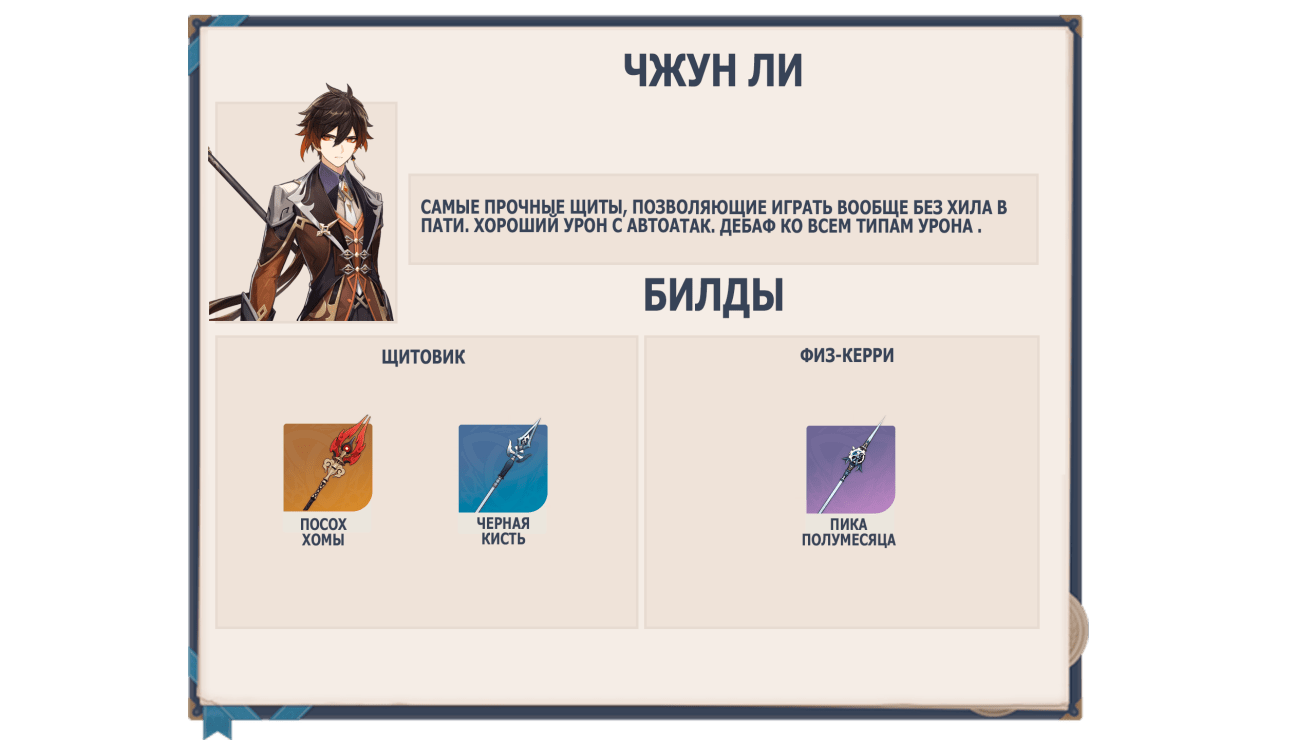 ЧЖУН ЛИ
САМЫЕ ПРОЧНЫЕ ЩИТЫ, ПОЗВОЛЯЮЩИЕ ИГРАТЬ ВООБЩЕ БЕЗ ХИЛА В
ПАТИ. ХОРОШИЙ УРОН С АВТОАТАК. ДЕБАФ КО ВСЕМ ТИПАМ УРОНА .
БИЛДЫ
ЩИТОВИК
ПОСОХ
ХОМЫ
ЧЕРНАЯ
КИСТЬ
ФИЗ-КЕРРИ
ПИКА
ПОЛУМЕСЯЦА